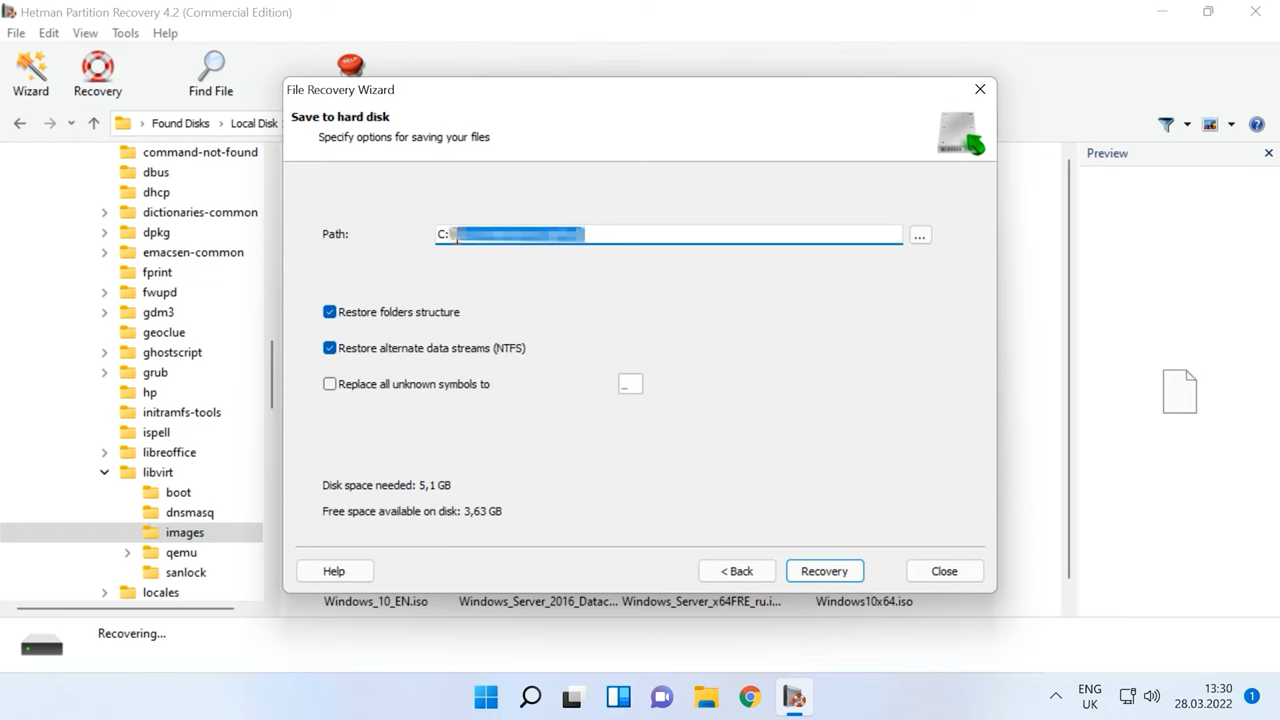 Hetman Partition Recovery 4.2 (Commercial Edition)
File Edit View Tools Help
Wizard Recovery Find File
HELP
Found Disks Local Disk
File Recovery Wizard
Save to hard disk
Specify options for saving your files
Path: C: ...
Restore folders structure
Restore alternate data streams (NTFS)
Replace all unknown symbols to _
Disk space needed: 5,1 GB
Free space available on disk: 3,63 GB
Help < Back Recovery Close
command-not-found
dbus
dhcp
dictionaries-common
dpkg
emacsen-common
fprint
fwupd
gdm3
geoclue
ghostscript
grub
hp
initramfs-tools
ispell
libreoffice
libvirt
boot
dnsmasq
images
qemu
sanlock
locales
Preview
Windows_10_EN.iso Windows_Server_2016_Datac... Windows_Server_x64FRE_ru.i... Windows10x64.iso
Recovering...
ENG
UK
13:30
28.03.2022
1